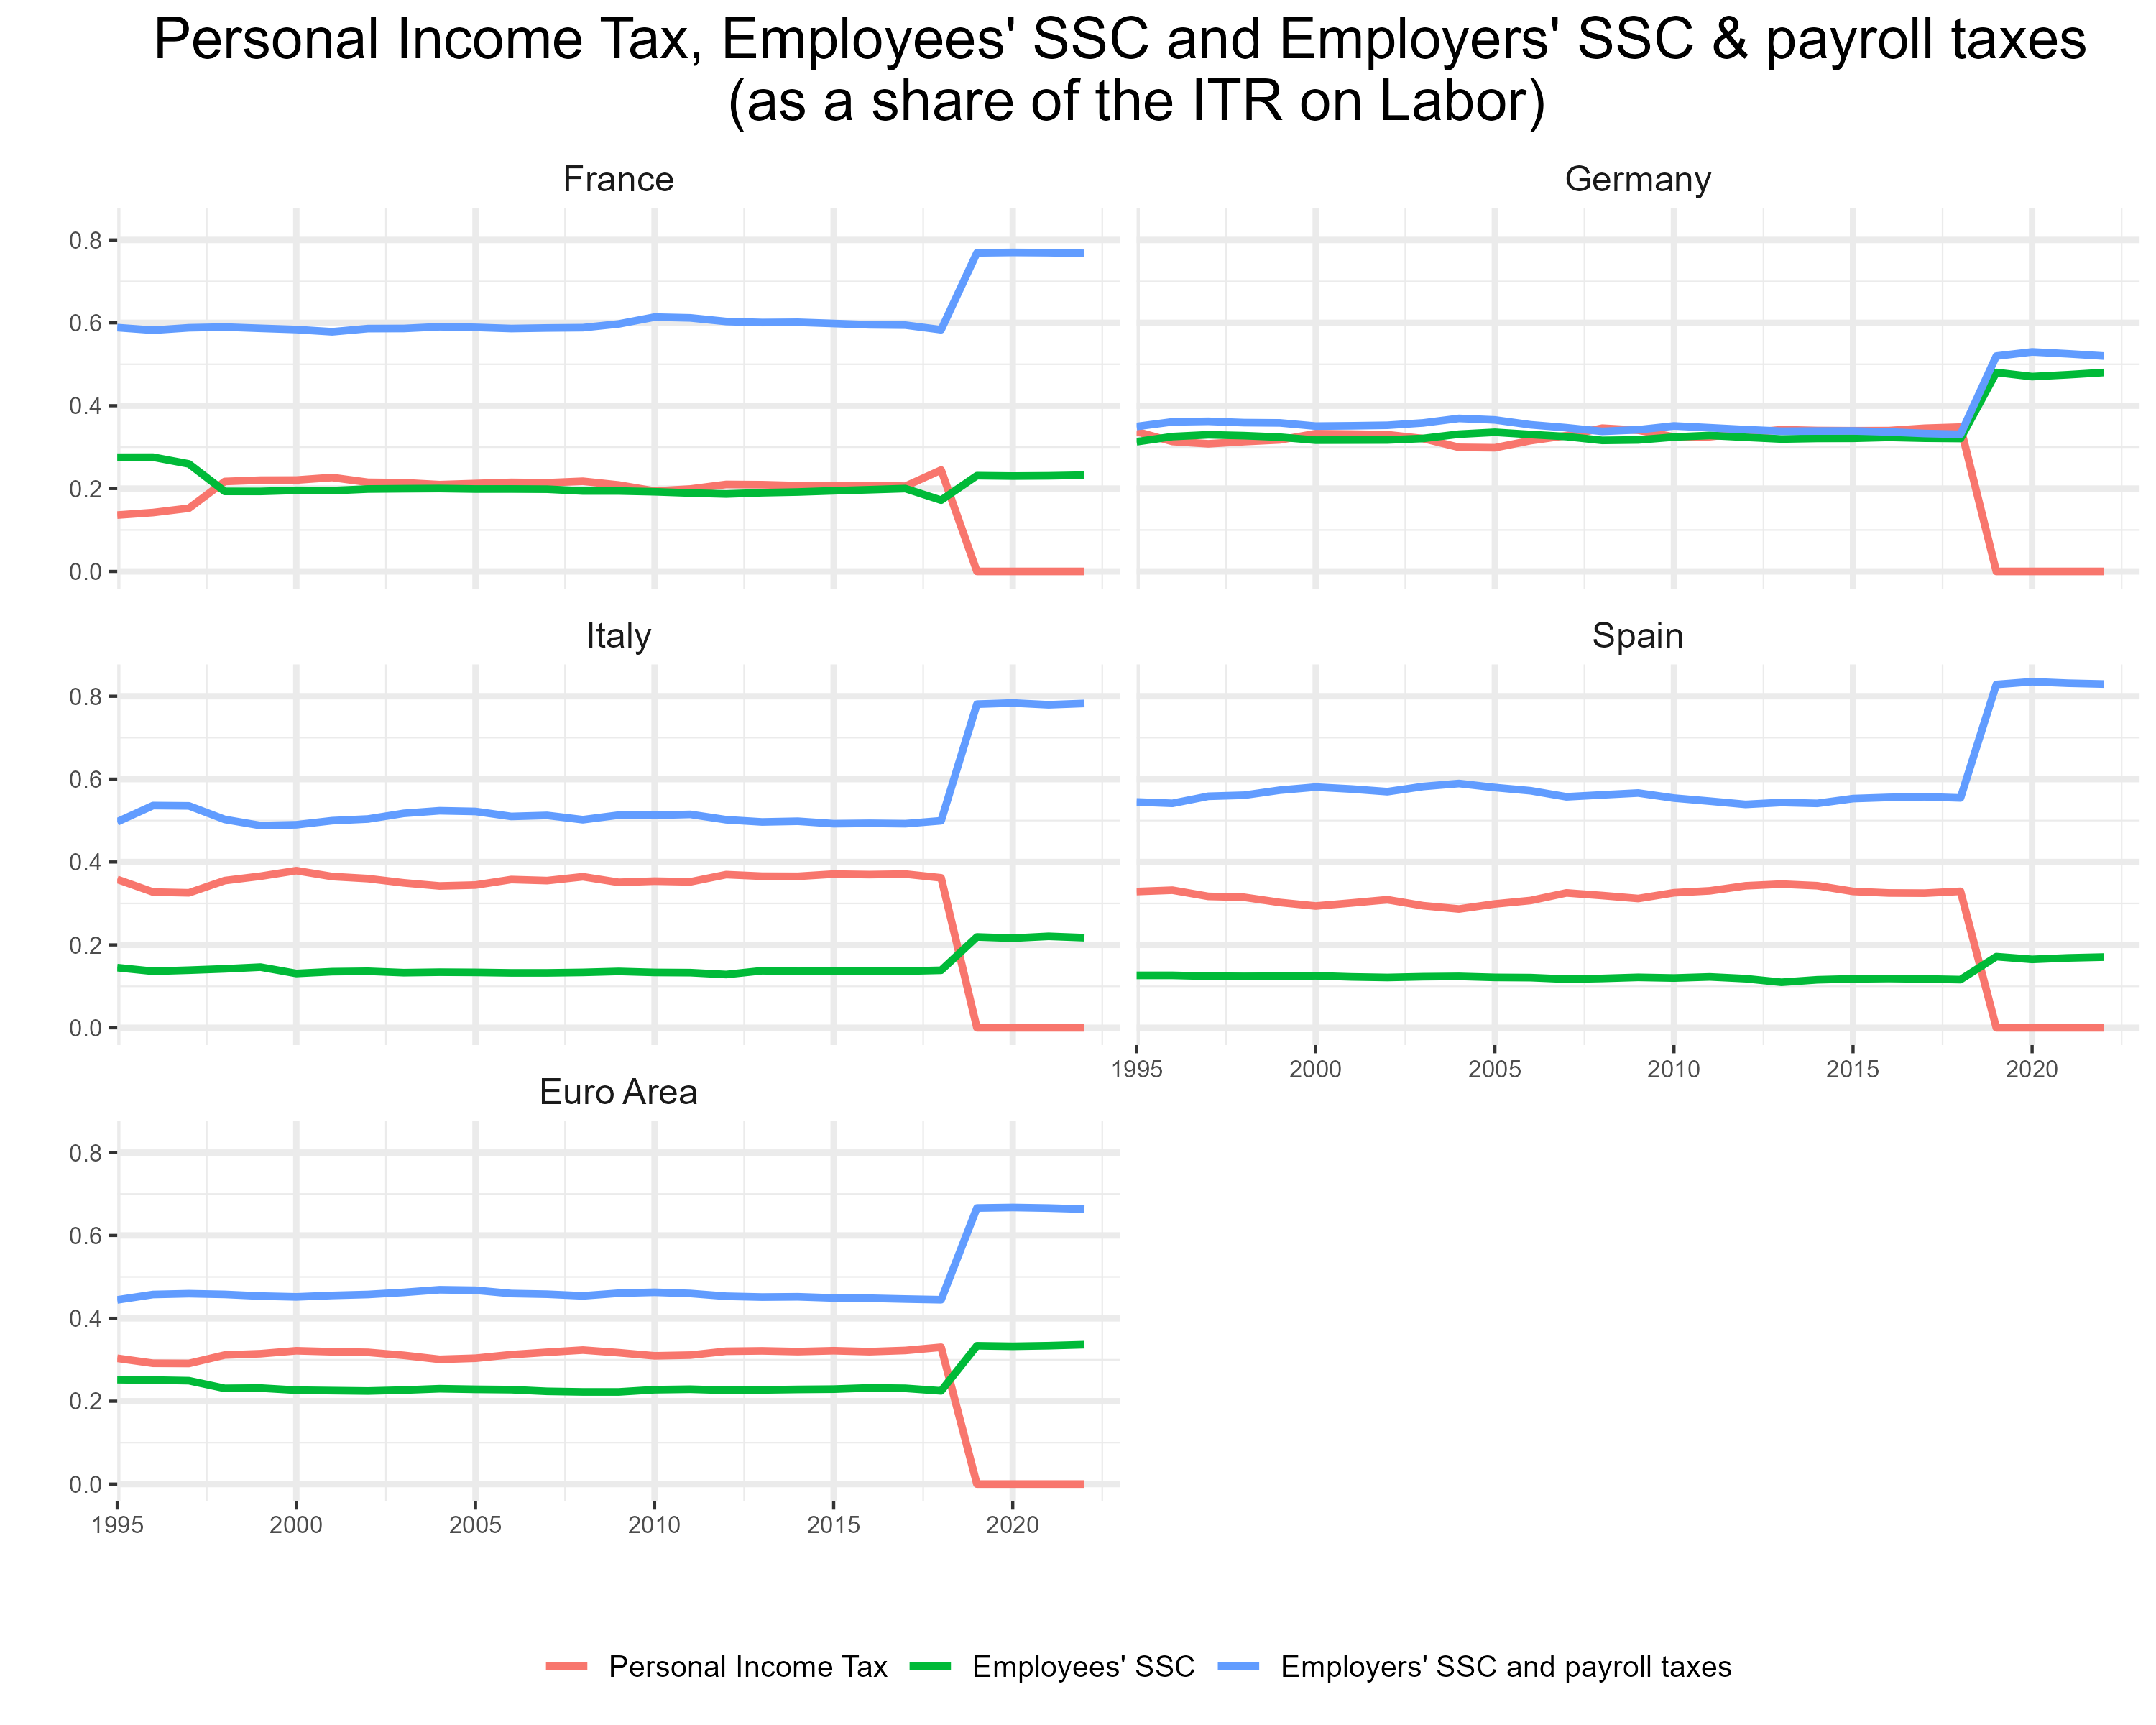 Personal Income Tax, Employees' SSC and Employers' SSC & payroll taxes
(as a share of the ITR on Labor)
France
Germany
0.8
0.6
0.4
0.2
0.0
Italy
Spain
0.8
0.6
0.4
0.2
0.0
1995 2000 2005 2010 2015 2020
Euro Area
0.8
0.6
0.4
0.2
0.0
1995 2000 2005 2010 2015 2020
Personal Income Tax Employees' SSC Employers' SSC and payroll taxes